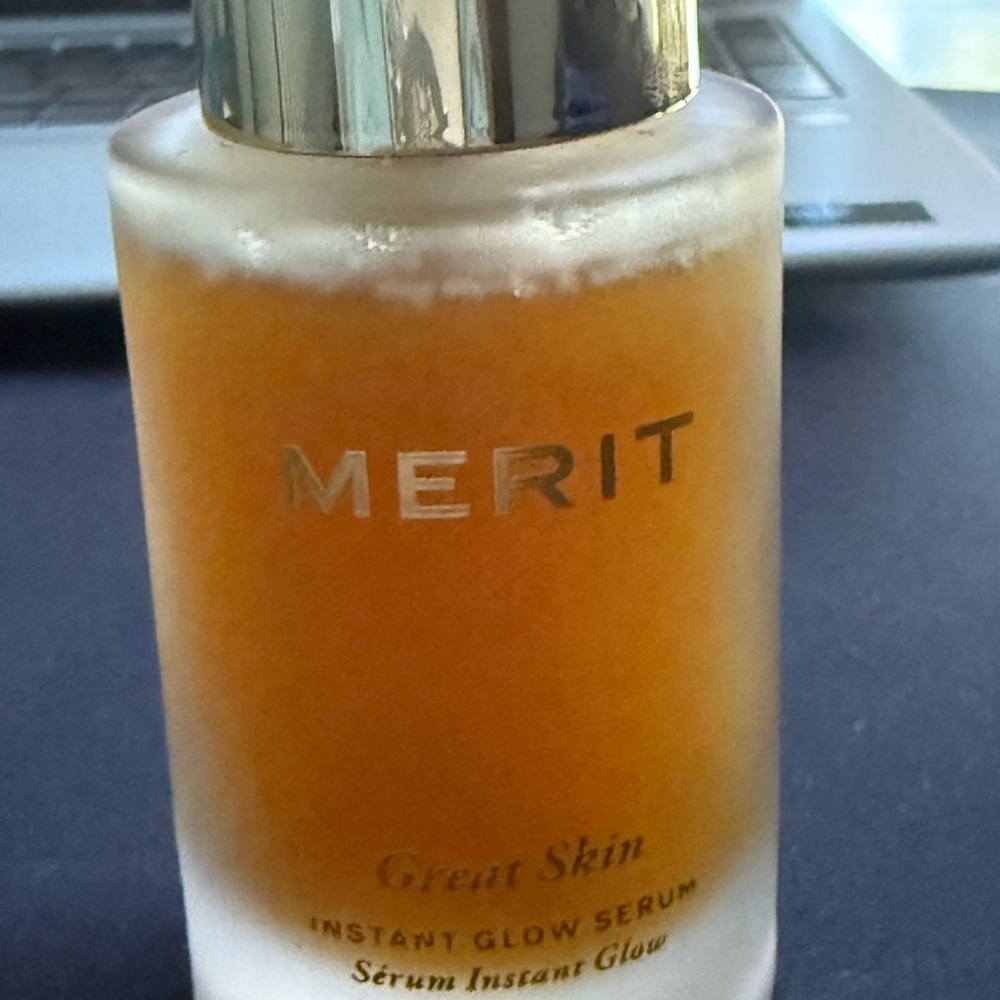 MERIT
Great Skin
INSTANT GLOW SERUM
Sérum Instant Glow